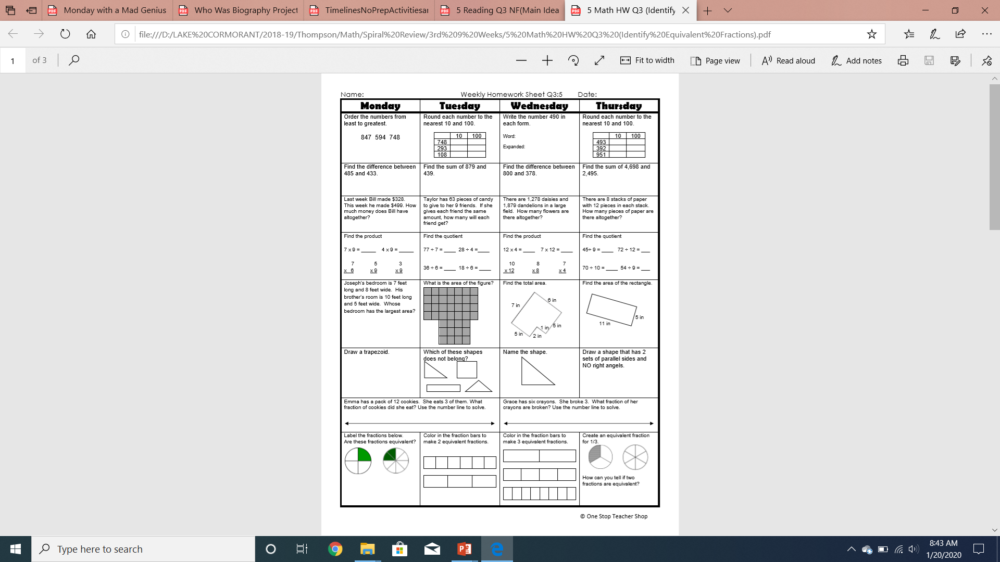 Monday with a Mad Genius
Who Was Biography Project
TimelinesNoPrepActivitiesar
5 Reading Q3 NF(Main Idea
5 Math HW Q3 (Identify
file:///D:/LAKE%20CORMORANT/2018-19/Thompson/Math/Spiral%20Review/3rd%209%20Weeks/5%20Math%20HW%20Q3%20(Identify%20Equivalent%20Fractions).pdf
1 of 3
Fit to width
Page view
Read aloud
Add notes
Name: Weekly Homework Sheet Q3:5 Date:
Monday Tuesday Wednesday Thursday
Order the numbers from
least to greatest.
847 594 748
Round each number to the
nearest 10 and 100.
10 100
748
293
108
Write the number 490 in
each form.
Word:
Expanded:
Round each number to the
nearest 10 and 100.
10 100
493
392
951
Find the difference between
485 and 433.
Find the sum of 879 and
439.
Find the difference between
800 and 378.
Find the sum of 4,698 and
2,495.
Last week Bill made $328.
This week he made $499. How
much money does Bill have
altogether?
Taylor has 63 pieces of candy
to give to her 9 friends. If she
gives each friend the same
amount, how many will each
friend get?
There are 1,278 daisies and
1,879 dandelions in a large
field. How many flowers are
there altogether?
There are 8 stacks of paper
with 12 pieces in each stack.
How many pieces of paper are
there altogether?
Find the product
7 x 9 = _____ 4 x 9 = _____
7 5 3
x 6 x 9 x 9
Find the quotient
77 ÷ 7 = ____ 28 ÷ 4 =____
36 ÷ 6 = ____ 18 ÷ 6 = ____
Find the product
12 x 4 = ____ 7 x 12 = ____
10 8 7
x 12 x 8 x 4
Find the quotient
45÷ 9 = ____ 72 ÷ 12 = ___
70 ÷ 10 = ____ 54 ÷ 9 = ___
Joseph's bedroom is 7 feet
long and 8 feet wide. His
brother's room is 10 feet long
and 5 feet wide. Whose
bedroom has the largest area?
What is the area of the figure?
Find the total area.
7 in
6 in
1 in
5 in
5 in
2 in
Find the area of the rectangle.
5 in
11 in
Draw a trapezoid.
Which of these shapes
does not belong?
Name the shape.
Draw a shape that has 2
sets of parallel sides and
NO right angels.
Emma has a pack of 12 cookies. She eats 3 of them. What
fraction of cookies did she eat? Use the number line to solve.
Grace has six crayons. She broke 3. What fraction of her
crayons are broken? Use the number line to solve.
Label the fractions below.
Are these fractions equivalent?
Color in the fraction bars to
make 2 equivalent fractions.
Color in the fraction bars to
make 3 equivalent fractions.
Create an equivalent fraction
for 1/3.
How can you tell if two
fractions are equivalent?
© One Stop Teacher Shop
Type here to search
8:43 AM
1/20/2020